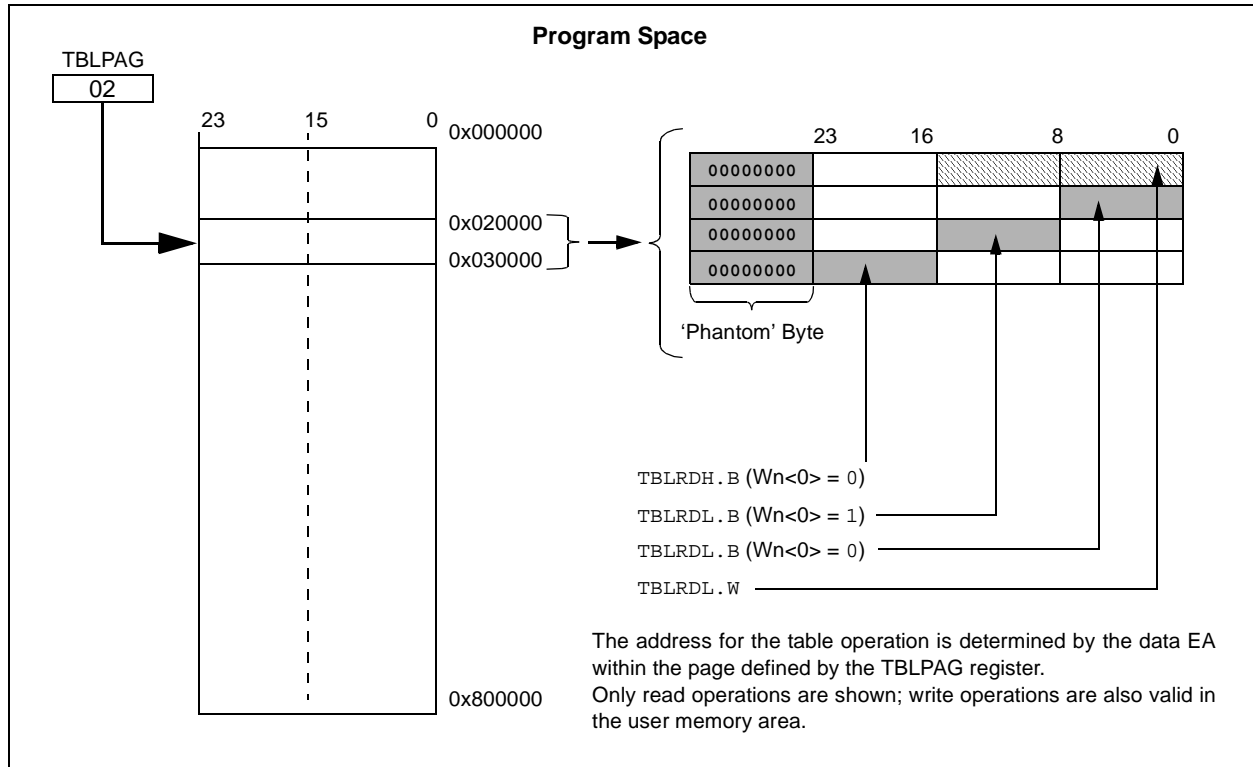 Program Space
TBLPAG
02
23 15 0
0x000000
0x020000
0x030000
0x800000
23 16 8 0
00000000
00000000
00000000
00000000
‘Phantom’ Byte
TBLRDH.B (Wn<0> = 0)
TBLRDL.B (Wn<0> = 1)
TBLRDL.B (Wn<0> = 0)
TBLRDL.W
The address for the table operation is determined by the data EA
within the page defined by the TBLPAG register.
Only read operations are shown; write operations are also valid in
the user memory area.